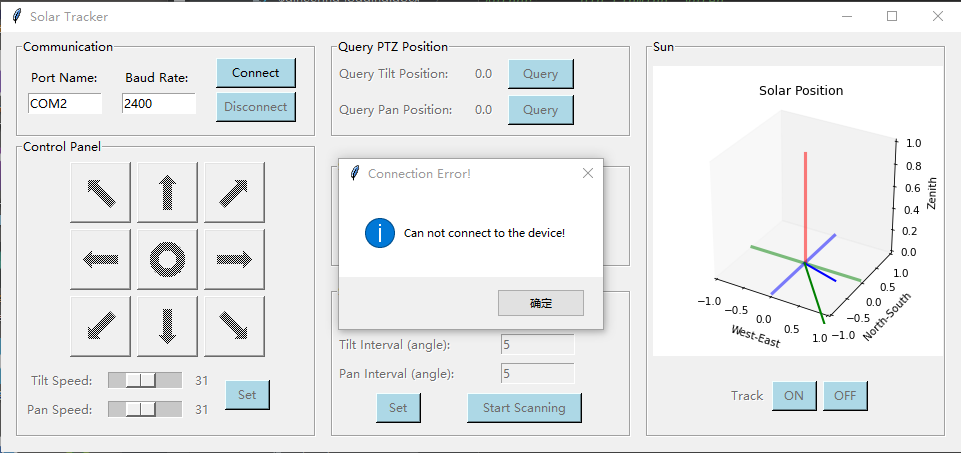 Solar Tracker
Communication
Port Name:
Baud Rate:
Connect
COM2
2400
Disconnect
Query PTZ Position
Query Tilt Position:
0.0
Query
Query Pan Position:
0.0
Query
Control Panel
Tilt Speed:
31
Pan Speed:
31
Set
Connection Error!
Can not connect to the device!
确定
Tilt Interval (angle):
5
Pan Interval (angle):
5
Set
Start Scanning
Sun
Solar Position
1.0
0.8
0.6
0.4
0.2
0.0
Zenith
−1.0
−0.5
0.0
0.5
1.0
West-East
−1.0
−0.5
0.0
0.5
1.0
North-South
Track
ON
OFF